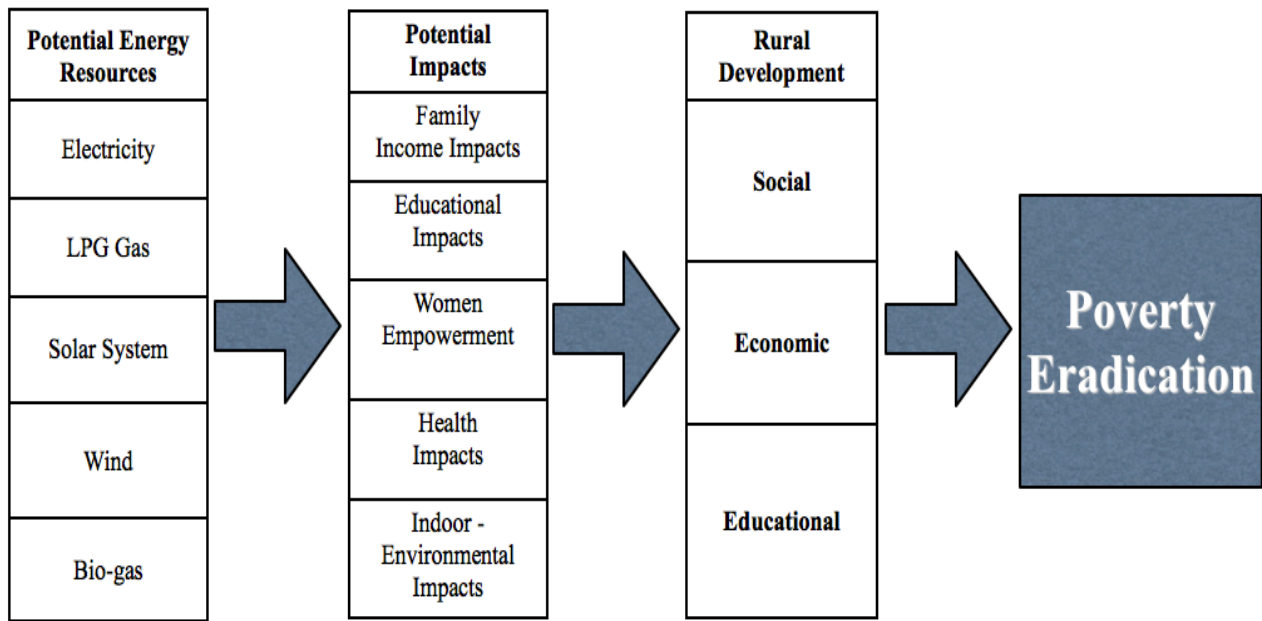 Potential Energy
Resources
Electricity
LPG Gas
Solar System
Wind
Bio-gas
Potential
Impacts
Family
Income Impacts
Educational
Impacts
Women
Empowerment
Health
Impacts
Indoor -
Environmental
Impacts
Rural
Development
Social
Economic
Educational
Poverty
Eradication